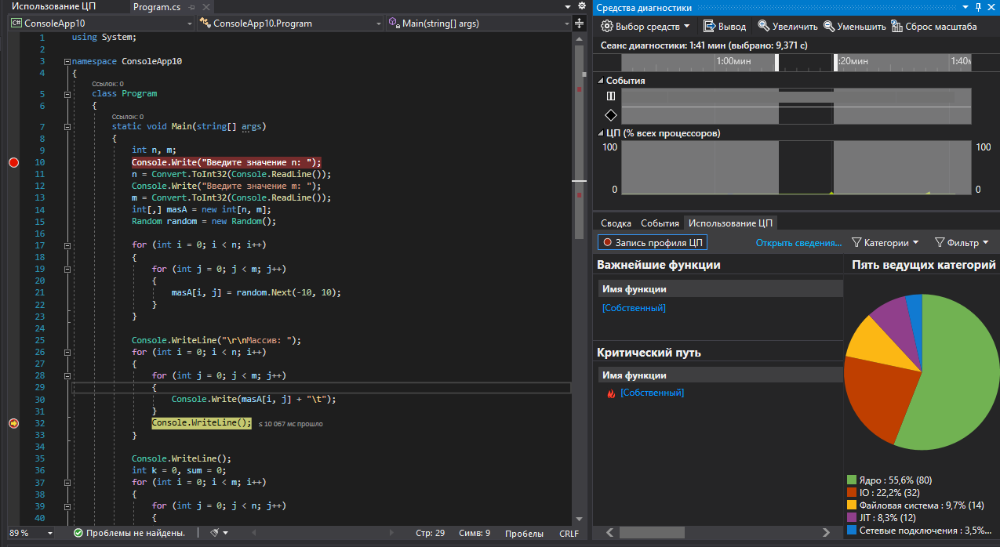 Использование ЦП
Program.cs
ConsoleApp10
ConsoleApp10.Program
Main(string[] args)
1 using System;
2
3 namespace ConsoleApp10
4 {
Ссылок: 0
5 class Program
6 {
Ссылок: 0
7 static void Main(string[] args)
8 {
9 int n, m;
10 Console.Write("Введите значение n: ");
11 n = Convert.ToInt32(Console.ReadLine());
12 Console.Write("Введите значение m: ");
13 m = Convert.ToInt32(Console.ReadLine());
14 int[,] masA = new int[n, m];
15 Random random = new Random();
16
17 for (int i = 0; i < n; i++)
18 {
19 for (int j = 0; j < m; j++)
20 {
21 masA[i, j] = random.Next(-10, 10);
22 }
23 }
24
25 Console.WriteLine("\r\nМассив: ");
26 for (int i = 0; i < n; i++)
27 {
28 for (int j = 0; j < m; j++)
29 {
30 Console.Write(masA[i, j] + "\t");
31 }
32 Console.WriteLine(); ≤ 10 067 мс прошло
33 }
34
35 Console.WriteLine();
36 int k = 0, sum = 0;
37 for (int i = 0; i < m; i++)
38 {
39 for (int j = 0; j < n; j++)
40 {
89 %
Проблемы не найдены.
Стр: 29
Симв: 9
Пробелы
CRLF
Средства диагностики
Выбор средств
Вывод
Увеличить
Уменьшить
Сброс масштаба
Сеанс диагностики: 1:41 мин (выбрано: 9,371 с)
1:00мин
:20мин
1:40
События
ЦП (% всех процессоров)
100
100
0
0
Сводка
События
Использование ЦП
Запись профиля ЦП
Открыть сведения...
Категории
Фильтр
Важнейшие функции
Имя функции
[Собственный]
Критический путь
Имя функции
[Собственный]
Пять ведущих категорий
Ядро : 55,6% (80)
IO : 22,2% (32)
Файловая система : 9,7% (14)
JIT : 8,3% (12)
Сетевые подключения : 3,5%...